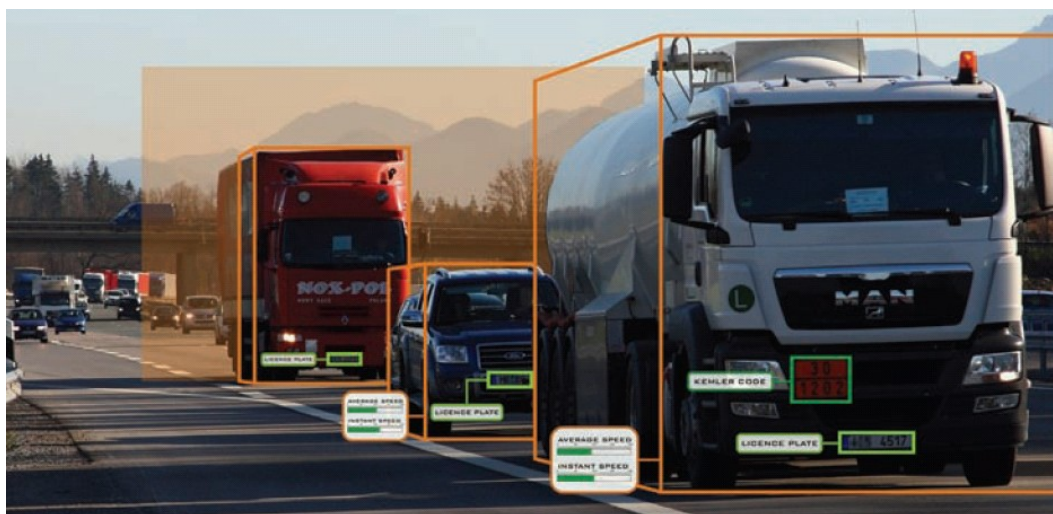 NOX-POL
LICENCE PLATE
AVERAGE SPEED
INSTANT SPEED
LICENCE PLATE
L
MAN
KEMLER CODE
30
1202
LICENCE PLATE
4517
AVERAGE SPEED
INSTANT SPEED